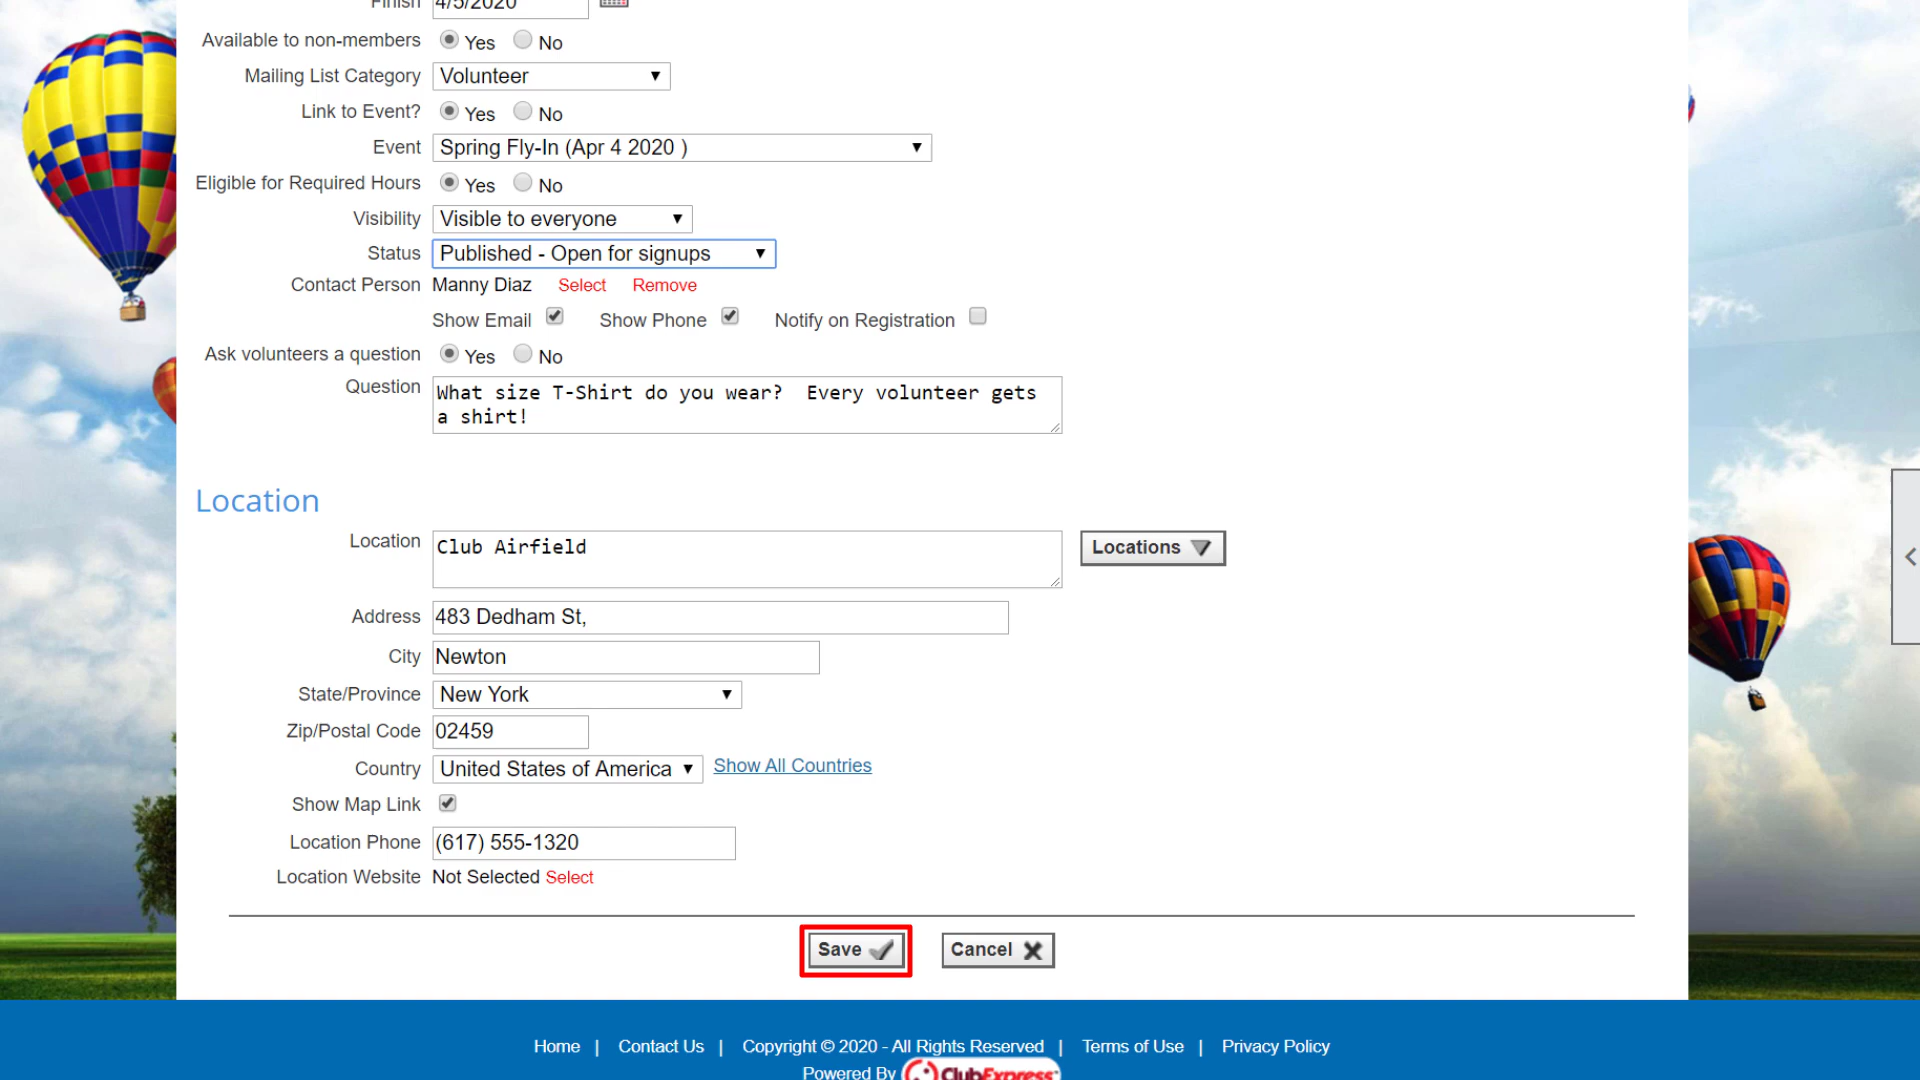 Finish 4/5/2020
Available to non-members Yes No
Mailing List Category Volunteer
Link to Event? Yes No
Event Spring Fly-In (Apr 4 2020 )
Eligible for Required Hours Yes No
Visibility Visible to everyone
Status Published - Open for signups
Contact Person Manny Diaz Select Remove
Show Email Show Phone Notify on Registration
Ask volunteers a question Yes No
Question What size T-Shirt do you wear? Every volunteer gets
a shirt!
Location
Location Club Airfield Locations
Address 483 Dedham St,
City Newton
State/Province New York
Zip/Postal Code 02459
Country United States of America Show All Countries
Show Map Link
Location Phone (617) 555-1320
Location Website Not Selected Select
Save Cancel
Home | Contact Us | Copyright © 2020 - All Rights Reserved | Terms of Use | Privacy Policy
Powered By ClubExpress